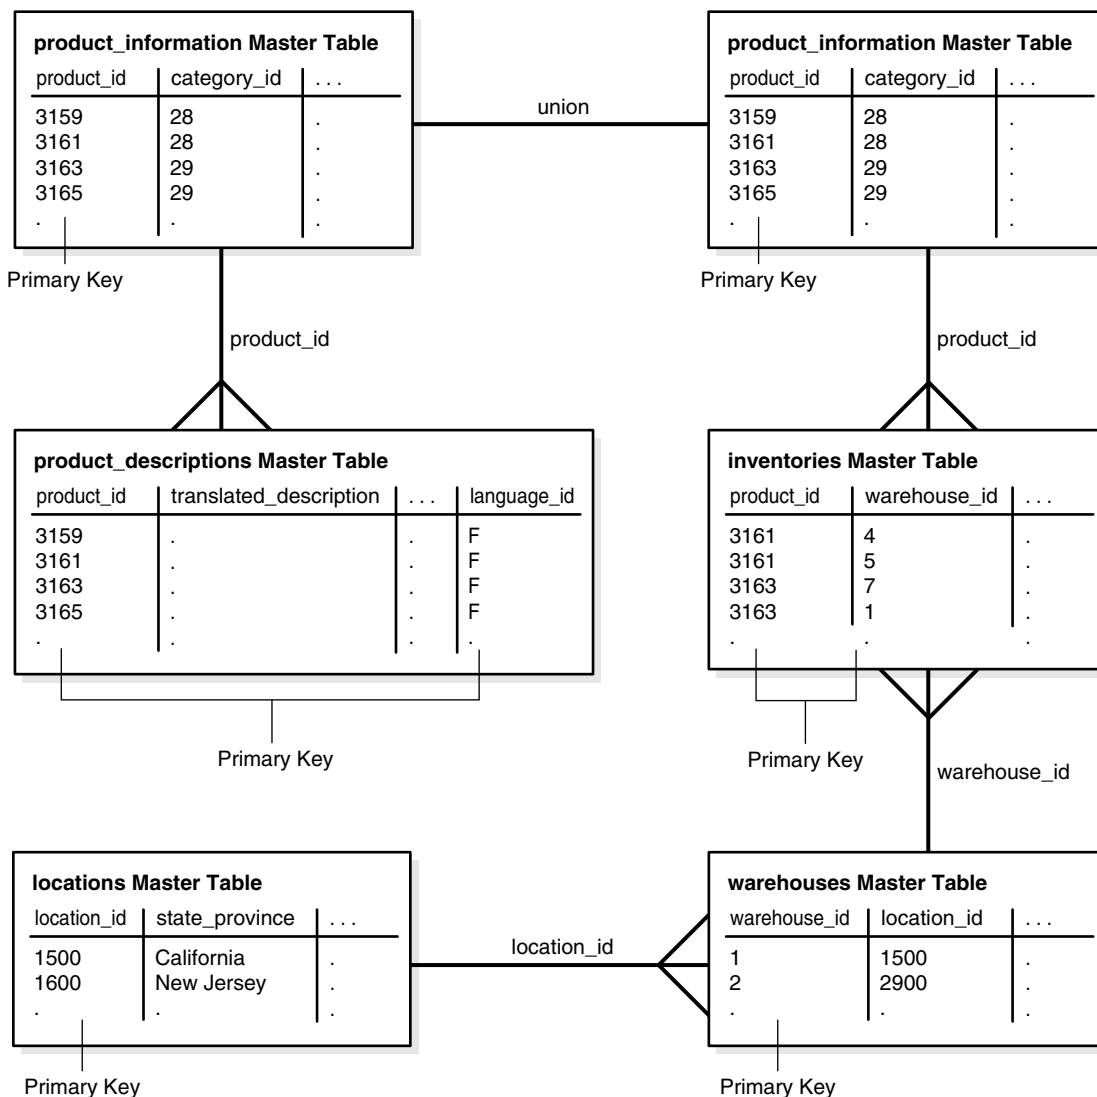 product_information Master Table
product_id category_id . . .
3159 28 .
3161 28 .
3163 29 .
3165 29 .
. . .
Primary Key
union
product_information Master Table
product_id category_id . . .
3159 28 .
3161 28 .
3163 29 .
3165 29 .
. . .
Primary Key
product_id
product_id
product_descriptions Master Table
product_id translated_description . . . language_id
3159 . . F
3161 . . F
3163 . . F
3165 . . F
. . . .
Primary Key
inventories Master Table
product_id warehouse_id . . .
3161 4 .
3161 5 .
3163 7 .
3163 1 .
. . .
Primary Key
warehouse_id
locations Master Table
location_id state_province . . .
1500 California .
1600 New Jersey .
. . .
Primary Key
location_id
warehouses Master Table
warehouse_id location_id . . .
1 1500 .
2 2900 .
. . .
Primary Key